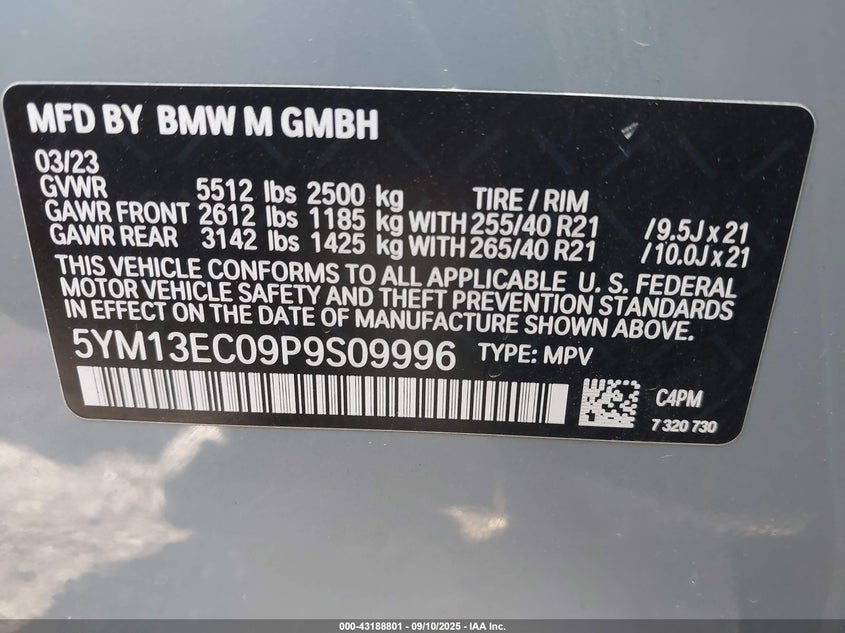 MFD BY BMW M GMBH
03/23
GVWR 5512 lbs 2500 kg TIRE / RIM
GAWR FRONT 2612 lbs 1185 kg WITH 255/40 R21 /9.5J x 21
GAWR REAR 3142 lbs 1425 kg WITH 265/40 R21 /10.0J x 21
THIS VEHICLE CONFORMS TO ALL APPLICABLE U. S. FEDERAL
MOTOR VEHICLE SAFETY AND THEFT PREVENTION STANDARDS
IN EFFECT ON THE DATE OF MANUFACTURE SHOWN ABOVE.
5YM13EC09P9S09996 TYPE: MPV
C4PM
7 320 730
000-43188801 - 09/10/2025 - IAA Inc.